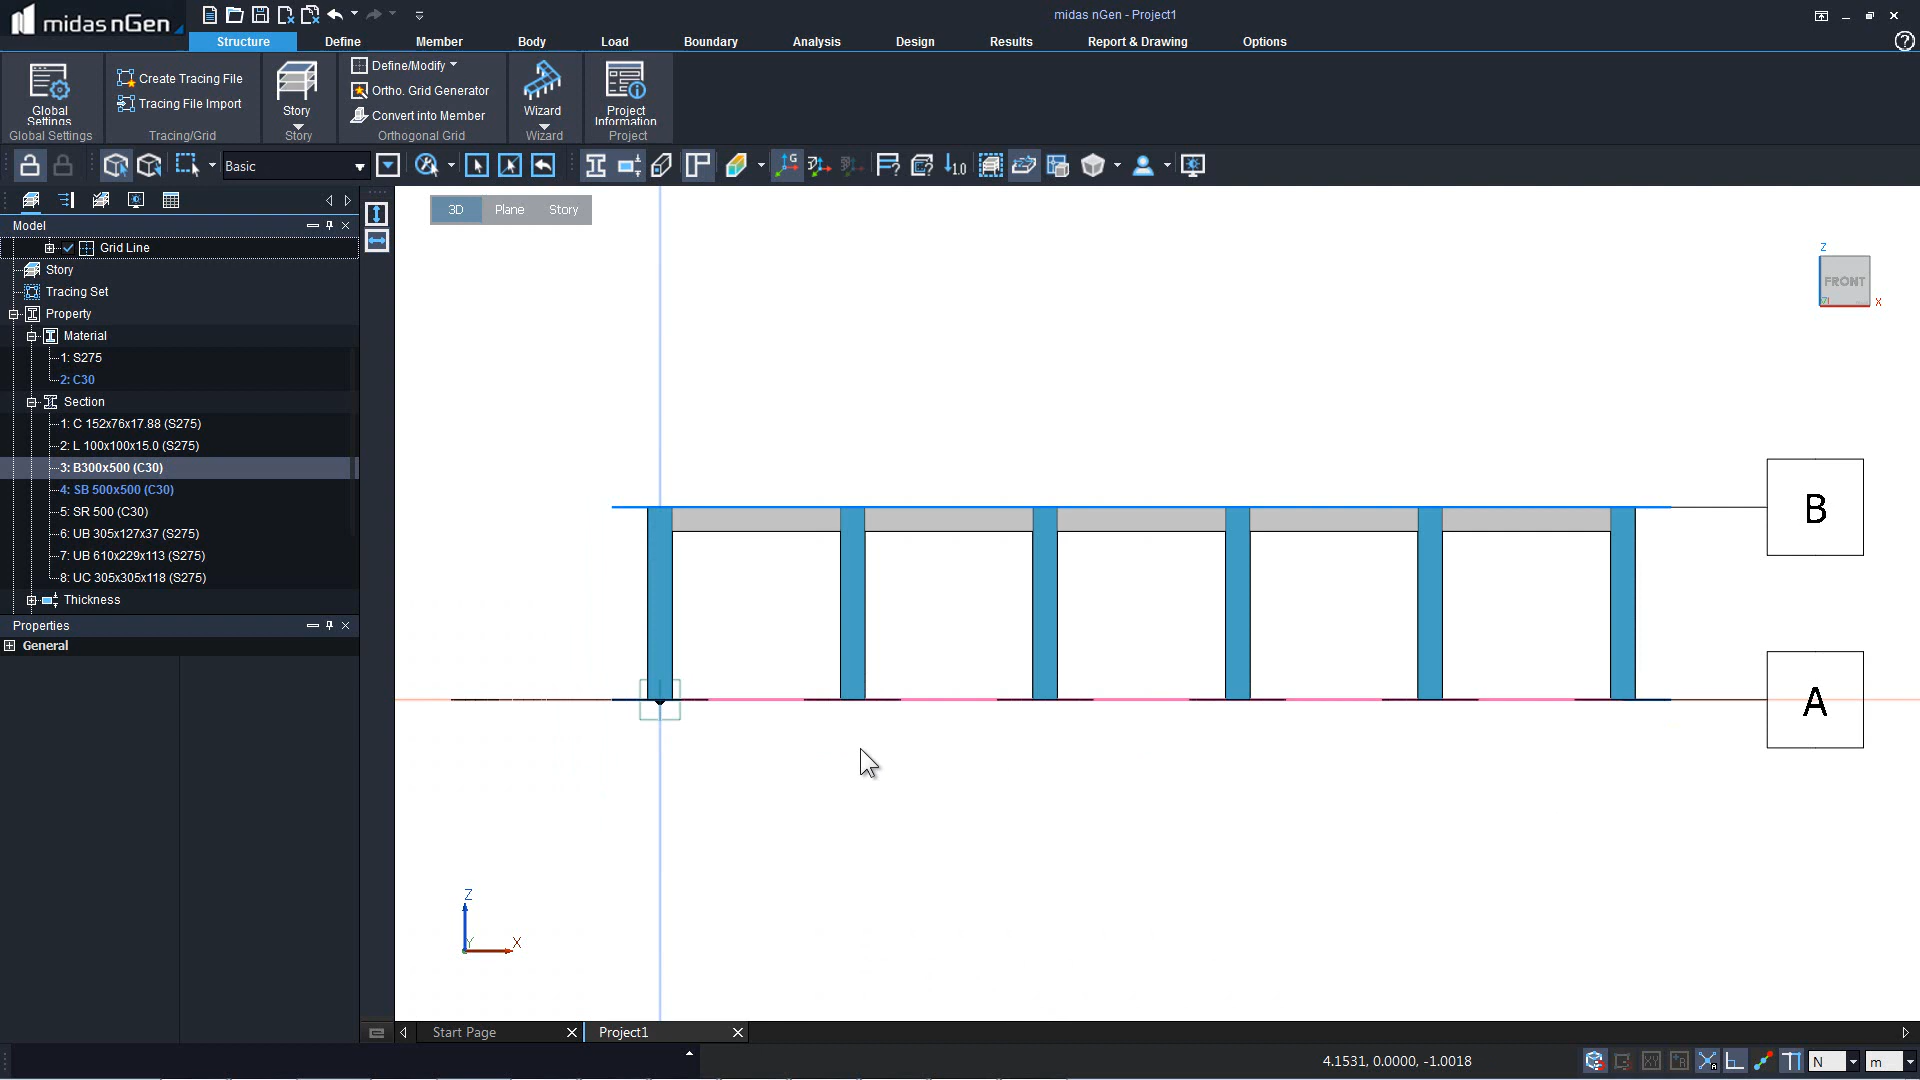 midas nGen
midas nGen - Project1
Structure Define Member Body Load Boundary Analysis Design Results Report & Drawing Options
Global Settings
Create Tracing File
Tracing File Import
Story
Define/Modify
Ortho. Grid Generator
Convert into Member
Wizard
Project Information
Global Settings Tracing/Grid Story Orthogonal Grid Wizard Project
Basic
G
1.0
Model
3D Plane Story
Grid Line
Story
Tracing Set
Property
Material
1: S275
2: C30
Section
1: C 152x76x17.88 (S275)
2: L 100x100x15.0 (S275)
3: B300x500 (C30)
4: SB 500x500 (C30)
5: SR 500 (C30)
6: UB 305x127x37 (S275)
7: UB 610x229x113 (S275)
8: UC 305x305x118 (S275)
Thickness
Properties
General
Z
FRONT
X
B
A
Z
Y
X
Start Page Project1
4.1531, 0.0000, -1.0018
N
m